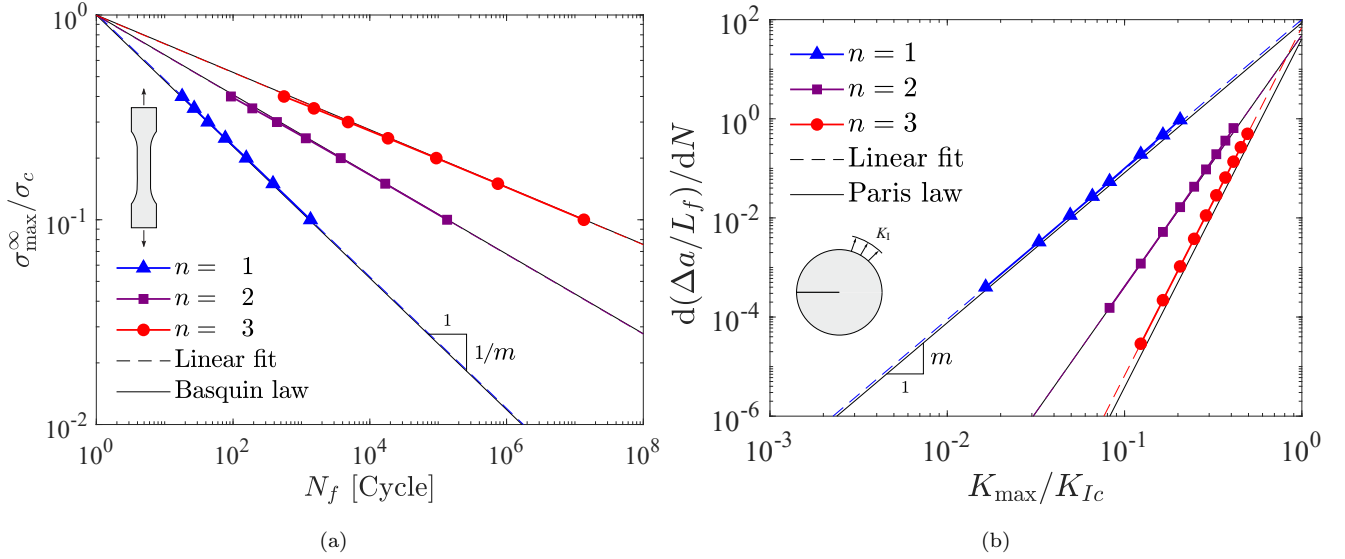 10^0
10^-1
10^-2
σ^∞_max/σ_c
n = 1
n = 2
n = 3
Linear fit
Basquin law
1
1/m
10^0 10^2 10^4 10^6 10^8
N_f [Cycle]
(a)
10^2
10^0
10^-2
10^-4
10^-6
d(Δa/L_f)/dN
n = 1
n = 2
n = 3
Linear fit
Paris law
K_I
m
1
10^-3 10^-2 10^-1 10^0
K_max/K_Ic
(b)